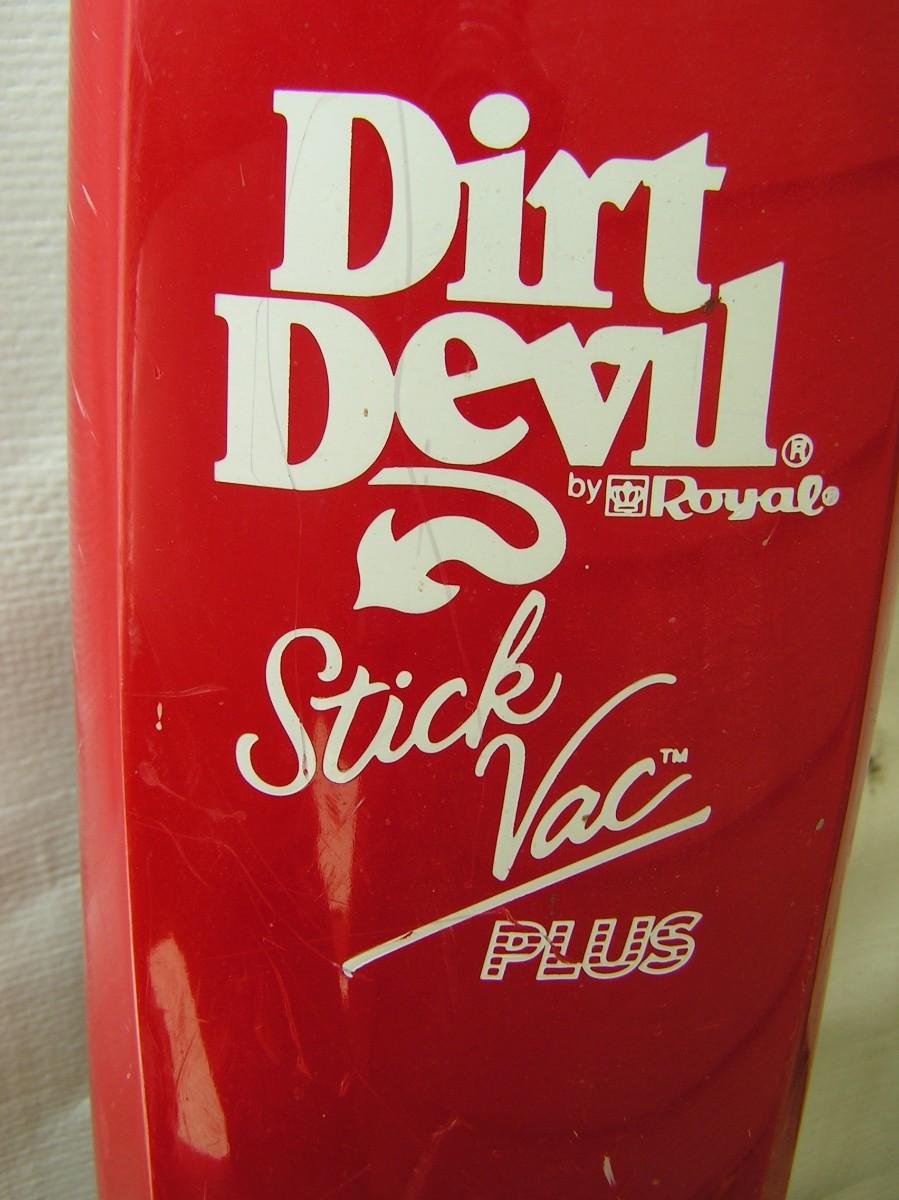 Dirt
Devil®
by Royal®
Stick
Vac™
PLUS